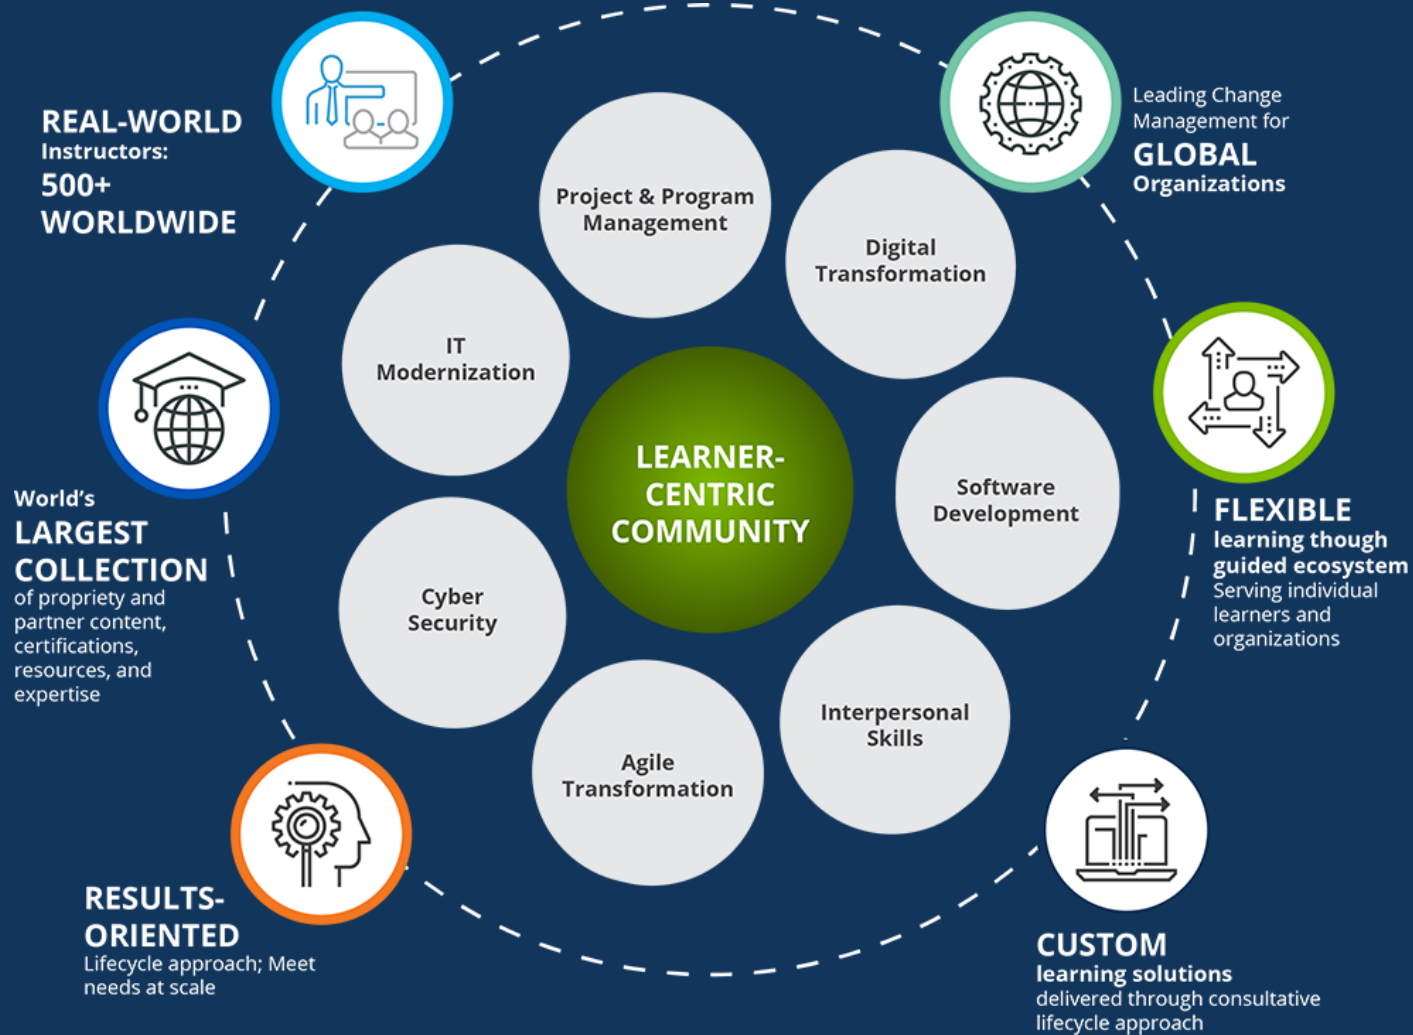 REAL-WORLD
Instructors:
500+
WORLDWIDE
Leading Change
Management for
GLOBAL
Organizations
Project & Program
Management
Digital
Transformation
IT
Modernization
LEARNER-
CENTRIC
COMMUNITY
Software
Development
World’s
LARGEST
COLLECTION
of propriety and
partner content,
certifications,
resources, and
expertise
FLEXIBLE
learning though
guided ecosystem
Serving individual
learners and
organizations
Cyber
Security
Interpersonal
Skills
Agile
Transformation
RESULTS-
ORIENTED
Lifecycle approach; Meet
needs at scale
CUSTOM
learning solutions
delivered through consultative
lifecycle approach